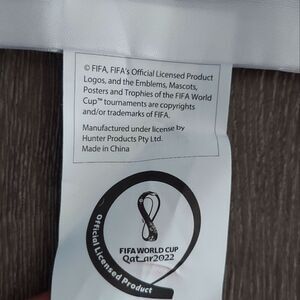 © FIFA, FIFA's Official Licensed Product
Logos, and the Emblems, Mascots,
Posters and Trophies of the FIFA World
Cup™ tournaments are copyrights
and/or trademarks of FIFA.
Manufactured under license by
Hunter Products Pty Ltd.
Made in China
FIFA WORLD CUP
Qatar2022
Official Licensed Product